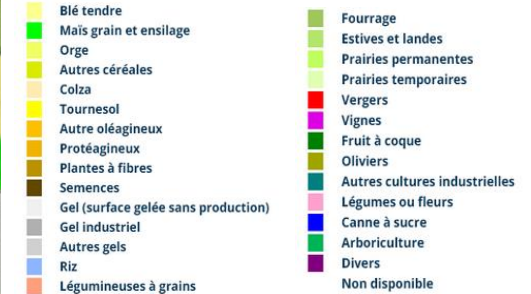 Blé tendre
Maïs grain et ensilage
Orge
Autres céréales
Colza
Tournesol
Autre oléagineux
Protéagineux
Plantes à fibres
Semences
Gel (surface gelée sans production)
Gel industriel
Autres gels
Riz
Légumineuses à grains
Fourrage
Estives et landes
Prairies permanentes
Prairies temporaires
Vergers
Vignes
Fruit à coque
Oliviers
Autres cultures industrielles
Légumes ou fleurs
Canne à sucre
Arboriculture
Divers
Non disponible